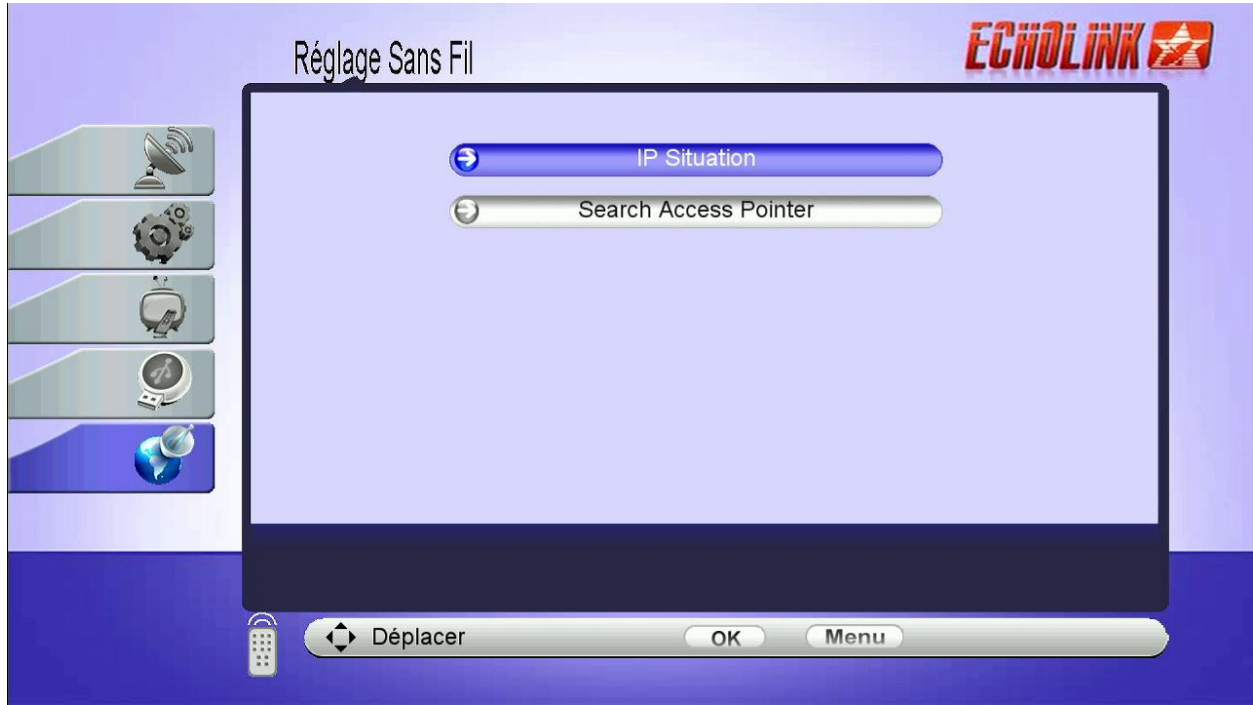 Réglage Sans Fil
ECHOLINK
IP Situation
Search Access Pointer
Déplacer
OK
Menu